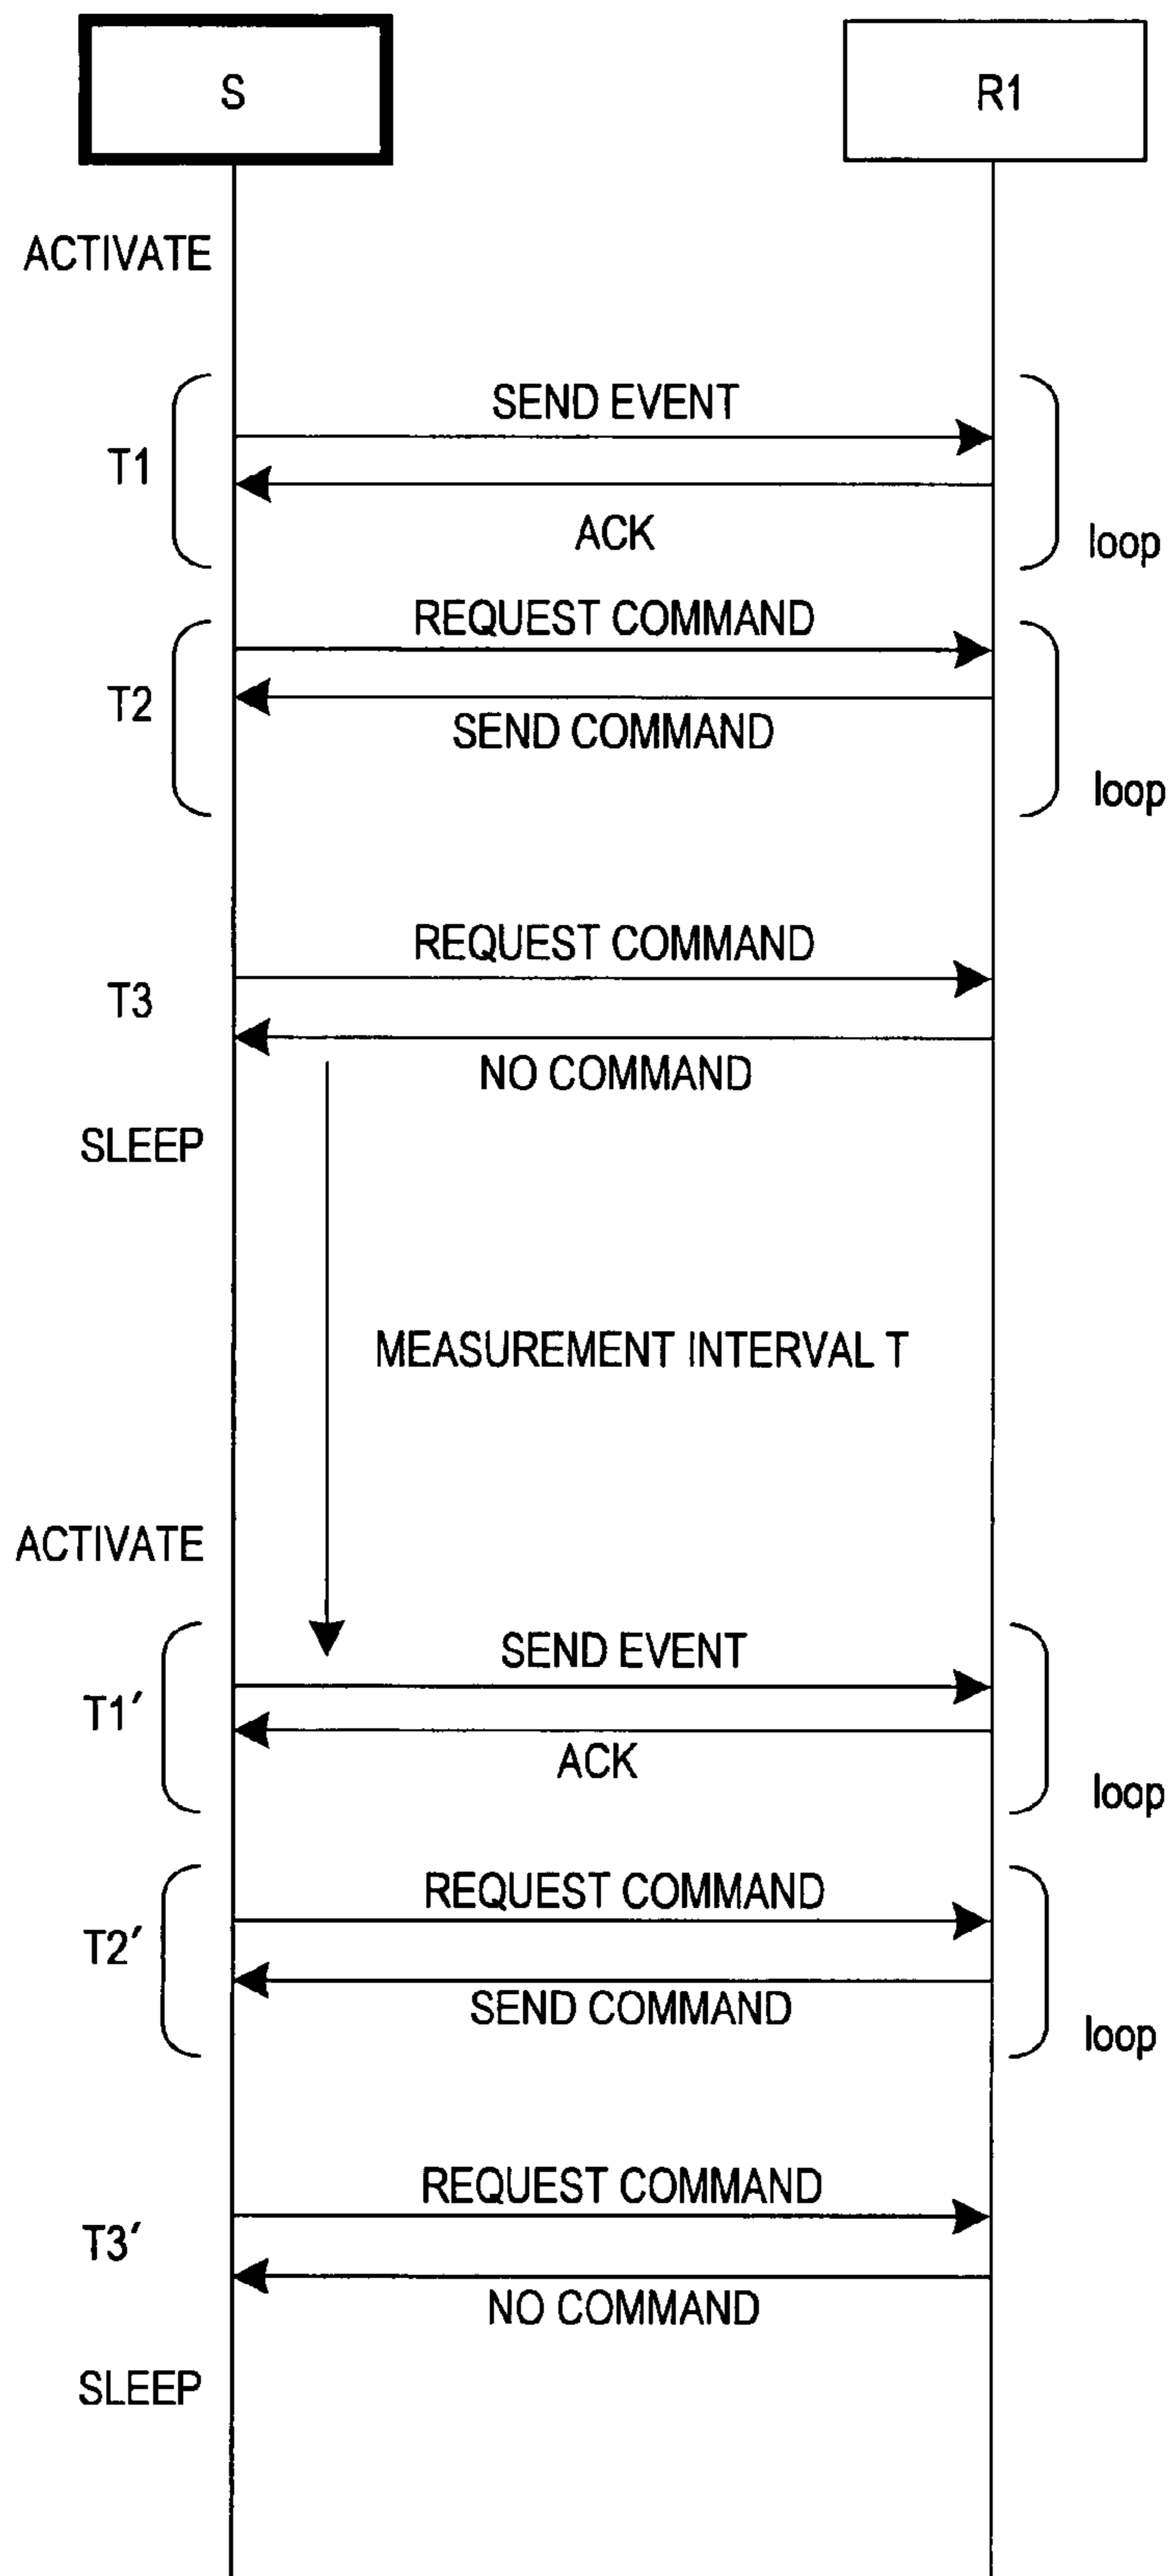 S
R1
ACTIVATE
SEND EVENT
T1
ACK
loop
REQUEST COMMAND
T2
SEND COMMAND
loop
REQUEST COMMAND
T3
NO COMMAND
SLEEP
MEASUREMENT INTERVAL T
ACTIVATE
SEND EVENT
T1′
ACK
loop
REQUEST COMMAND
T2′
SEND COMMAND
loop
REQUEST COMMAND
T3′
NO COMMAND
SLEEP